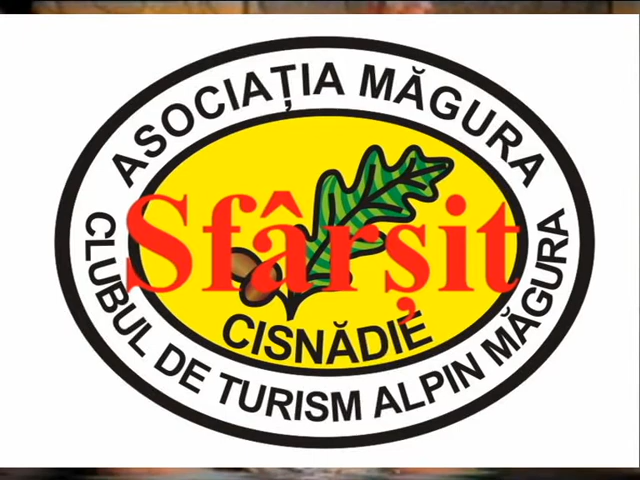 ASOCIAȚIA MĂGURA
Sfârșit
CISNĂDIE
CLUBUL DE TURISM ALPIN MĂGURA